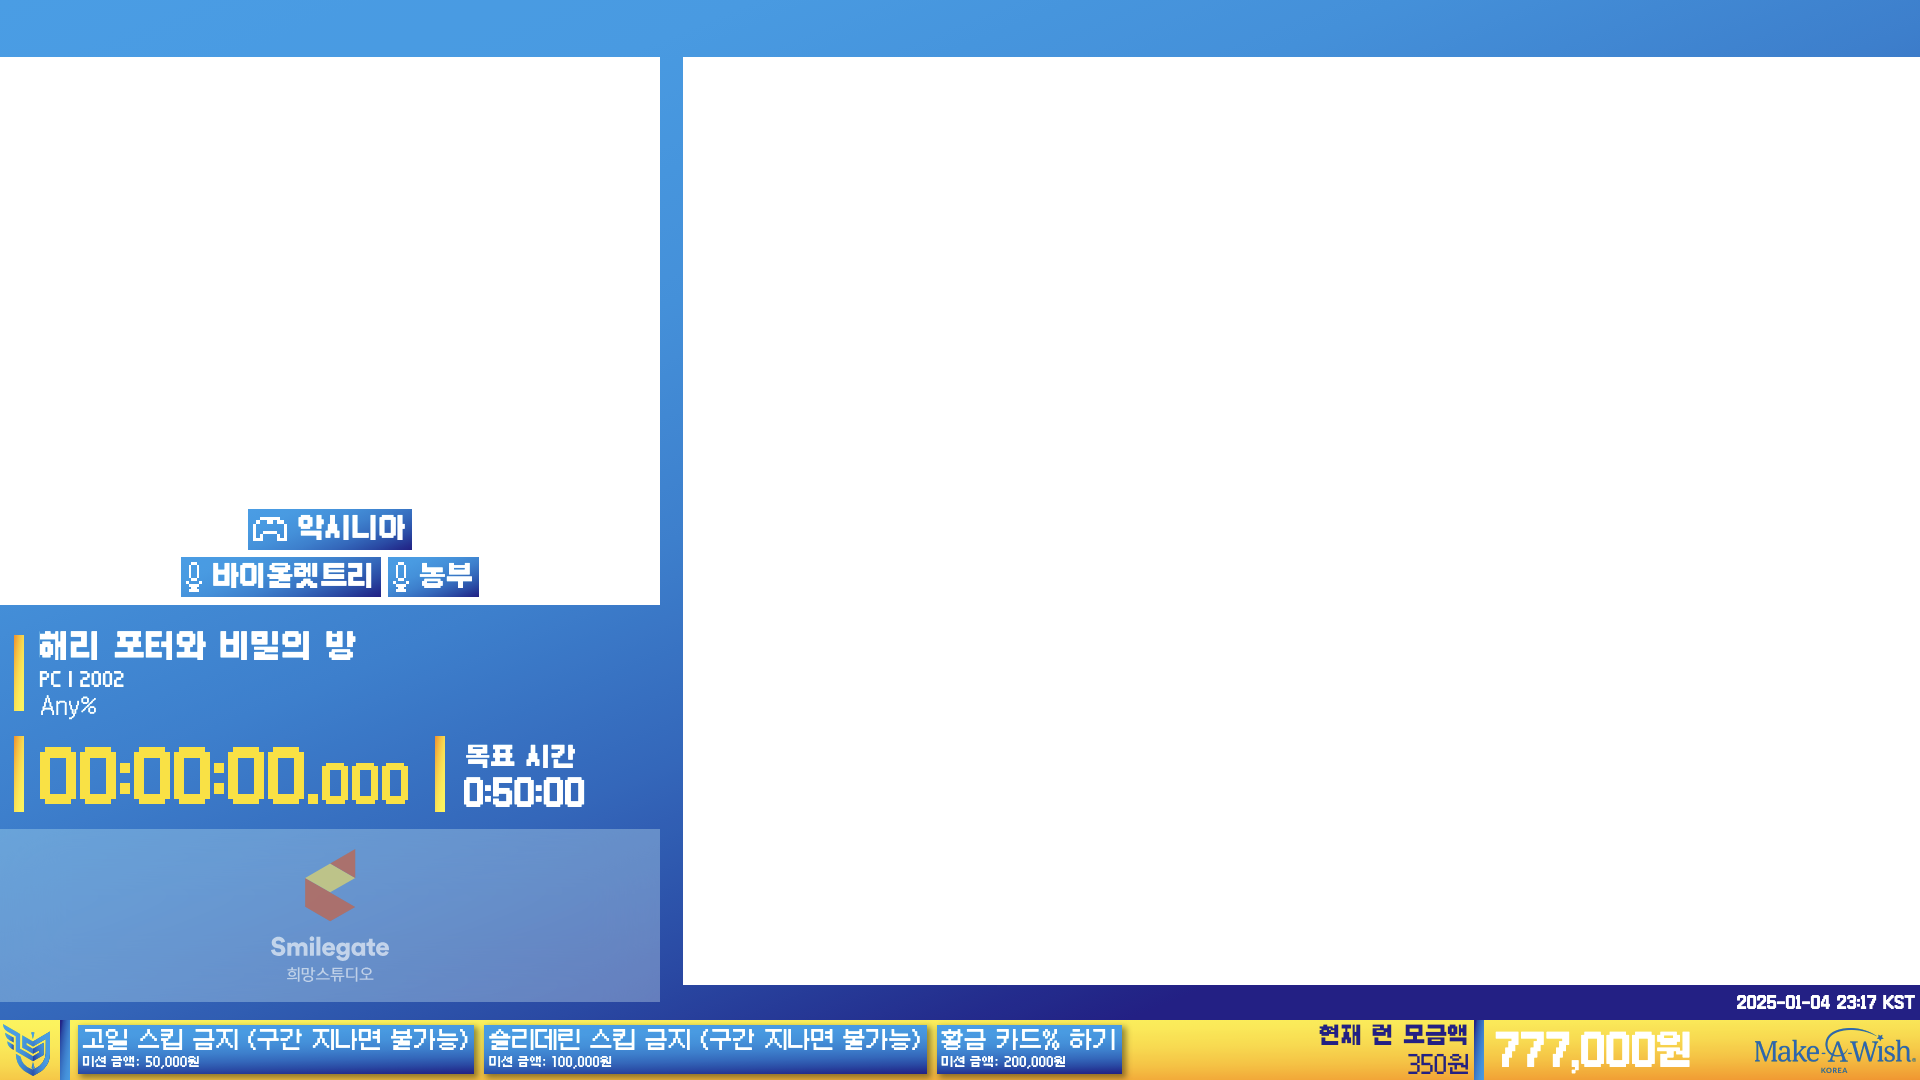 악시니아
바이올렛트리 농부
해리 포터와 비밀의 방
PC | 2002
Any%
00:00:00.000
목표 시간
0:50:00
Smilegate
희망스튜디오
2025-01-04 23:17 KST
고일 스킵 금지 (구간 지나면 불가능)
미션 금액: 50,000원
슬리데린 스킵 금지 (구간 지나면 불가능)
미션 금액: 100,000원
황금 카드% 하기
미션 금액: 200,000원
현재 런 모금액
350원
777,000원
Make-A-Wish®
KOREA